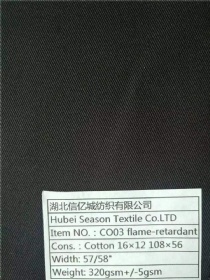 湖北信亿城纺织有限公司
Hubei Season Textile Co.LTD
Item NO. : CO03 flame-retardant
Cons. : Cotton 16×12 108×56
Width: 57/58"
Weight: 320gsm+/-5gsm